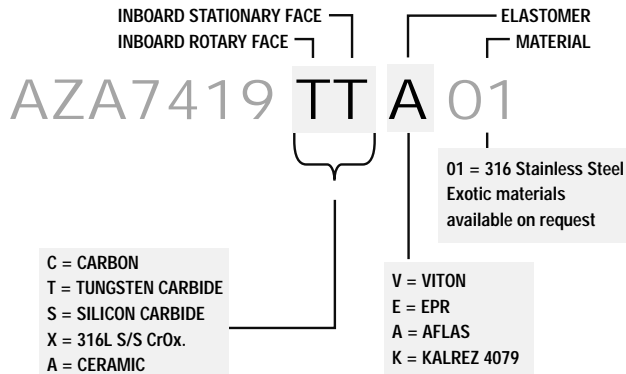 INBOARD STATIONARY FACE
ELASTOMER
INBOARD ROTARY FACE
MATERIAL
AZA7419 TT A 01
01 = 316 Stainless Steel
Exotic materials
available on request
C = CARBON
T = TUNGSTEN CARBIDE
S = SILICON CARBIDE
X = 316L S/S CrOx.
A = CERAMIC
V = VITON
E = EPR
A = AFLAS
K = KALREZ 4079